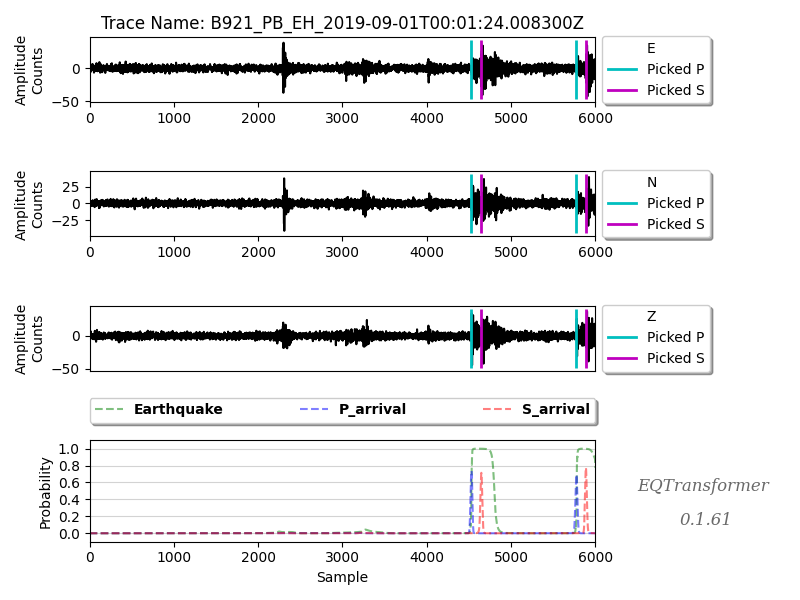 Trace Name: B921_PB_EH_2019-09-01T00:01:24.008300Z
Amplitude
Counts
0
−50
0
1000
2000
3000
4000
5000
6000
E
Picked P
Picked S
Amplitude
Counts
25
0
−25
0
1000
2000
3000
4000
5000
6000
N
Picked P
Picked S
Amplitude
Counts
0
−50
0
1000
2000
3000
4000
5000
6000
Z
Picked P
Picked S
Earthquake
P_arrival
S_arrival
Probability
1.0
0.8
0.6
0.4
0.2
0.0
0
1000
2000
3000
4000
5000
6000
Sample
EQTransformer
0.1.61